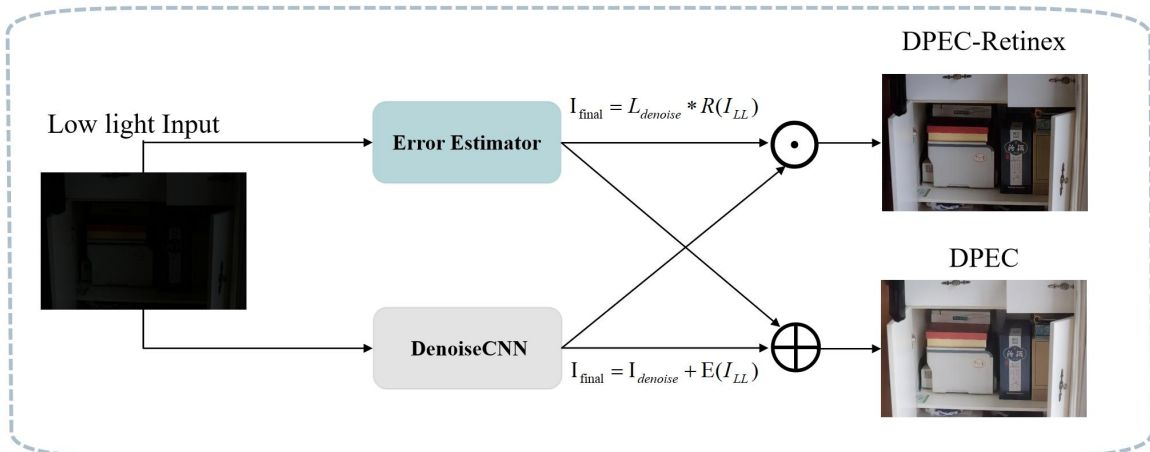 DPEC-Retinex
Low light Input
Error Estimator
I_final = L_denoise * R(I_LL)
DPEC
DenoiseCNN
I_final = I_denoise + E(I_LL)